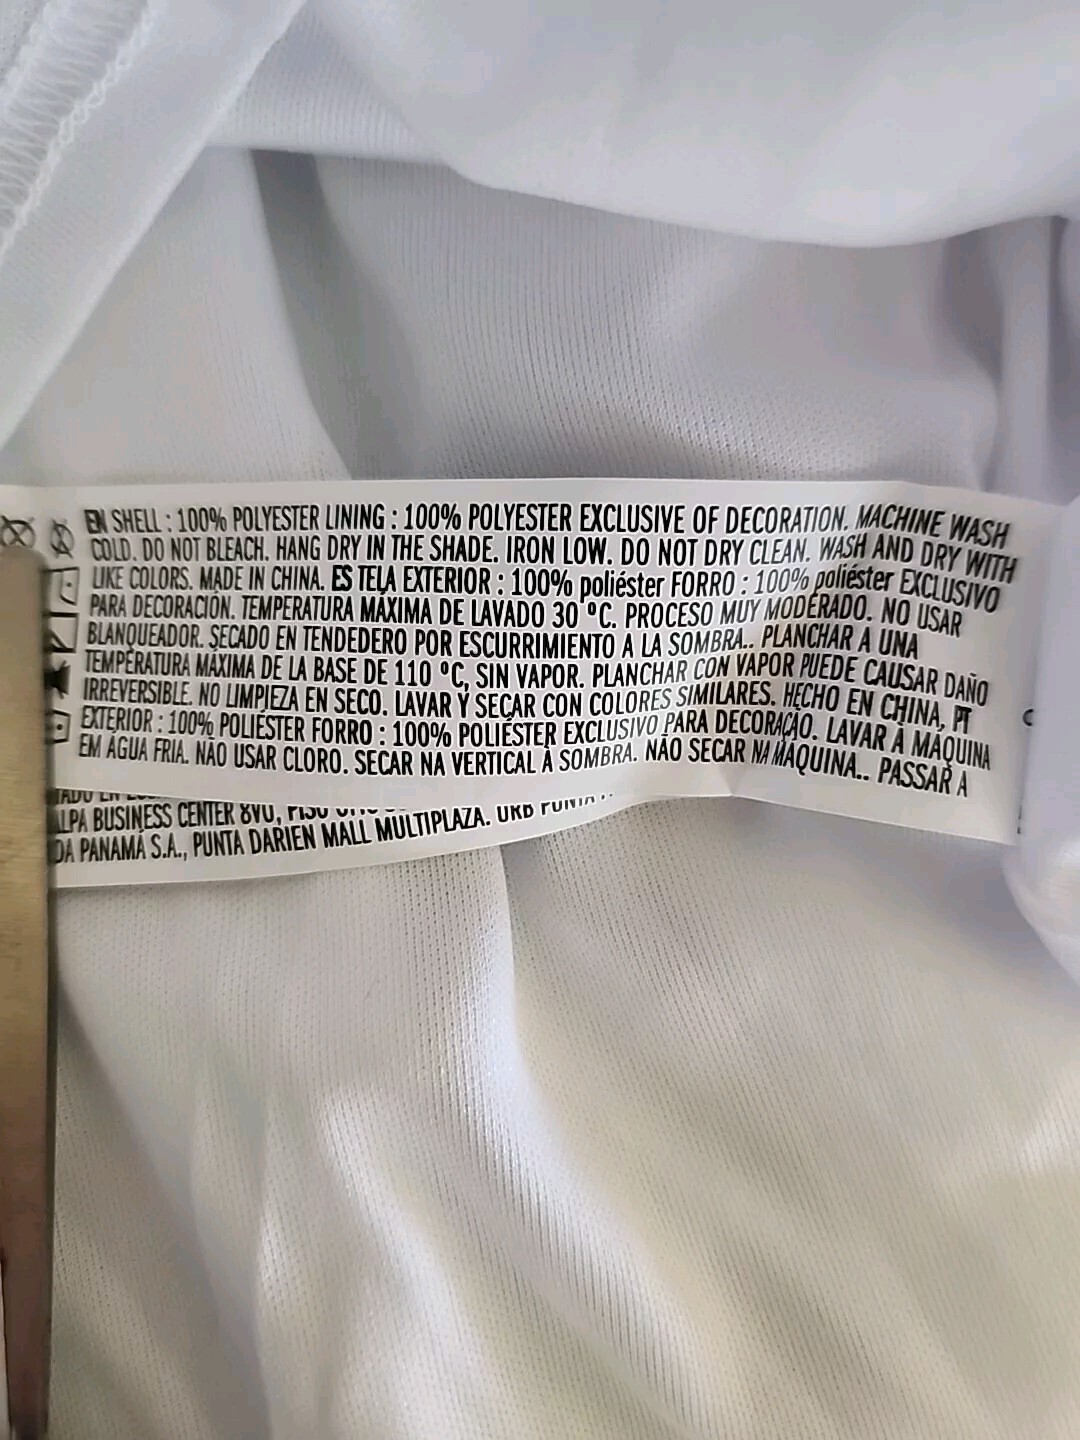 EN SHELL : 100% POLYESTER LINING : 100% POLYESTER EXCLUSIVE OF DECORATION. MACHINE WASH
COLD. DO NOT BLEACH. HANG DRY IN THE SHADE. IRON LOW. DO NOT DRY CLEAN. WASH AND DRY WITH
LIKE COLORS. MADE IN CHINA. ES TELA EXTERIOR : 100% poliéster FORRO : 100% poliéster EXCLUSIVO
PARA DECORACIÓN. TEMPERATURA MÁXIMA DE LAVADO 30 ºC. PROCESO MUY MODERADO. NO USAR
BLANQUEADOR. SECADO EN TENDEDERO POR ESCURRIMIENTO A LA SOMBRA.. PLANCHAR A UNA
TEMPERATURA MÁXIMA DE LA BASE DE 110 ºC, SIN VAPOR. PLANCHAR CON VAPOR PUEDE CAUSAR DAÑO
IRREVERSIBLE. NO LIMPIEZA EN SECO. LAVAR Y SECAR CON COLORES SIMILARES. HECHO EN CHINA, PT
EXTERIOR : 100% POLIÉSTER FORRO : 100% POLIÉSTER EXCLUSIVO PARA DECORAÇÃO. LAVAR À MÁQUINA
EM ÁGUA FRIA. NÃO USAR CLORO. SECAR NA VERTICAL À SOMBRA. NÃO SECAR NA MÁQUINA.. PASSAR A
BUSINESS CENTER 8VO, PISO
PANAMÁ S.A., PUNTA DARIEN MALL MULTIPLAZA. URB